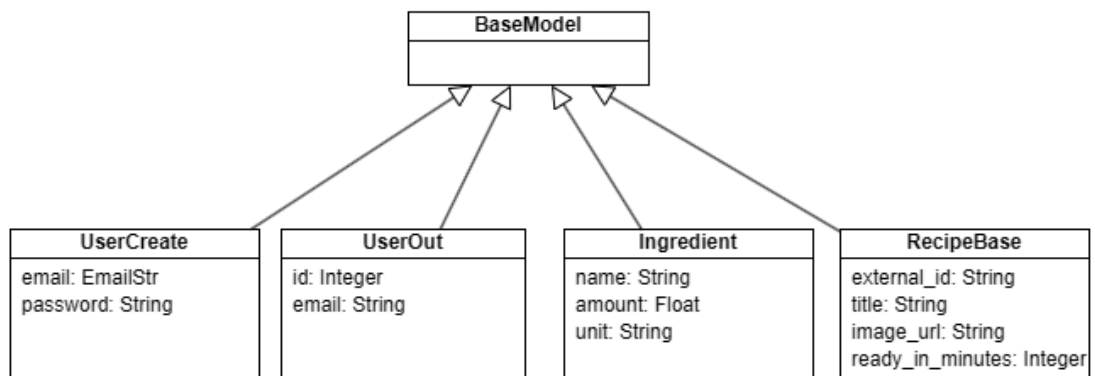 BaseModel
UserCreate
email: EmailStr
password: String
UserOut
id: Integer
email: String
Ingredient
name: String
amount: Float
unit: String
RecipeBase
external_id: String
title: String
image_url: String
ready_in_minutes: Integer